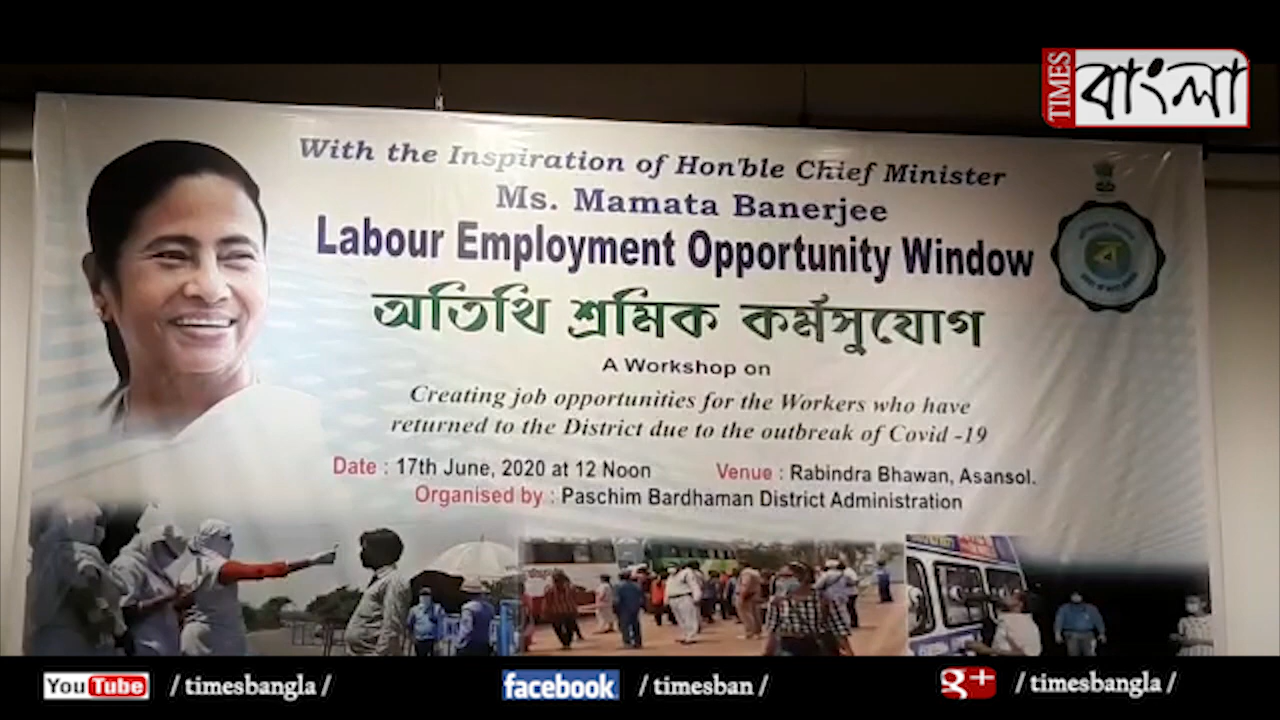 TIMES বাংলা
With the Inspiration of Hon'ble Chief Minister
Ms. Mamata Banerjee
Labour Employment Opportunity Window
অতিথি শ্রমিক কর্মসুযোগ
A Workshop on
Creating job opportunities for the Workers who have
returned to the District due to the outbreak of Covid -19
Date : 17th June, 2020 at 12 Noon Venue : Rabindra Bhawan, Asansol.
Organised by : Paschim Bardhaman District Administration
ব
YouTube / timesbangla / facebook / timesban / g+ / timesbangla /